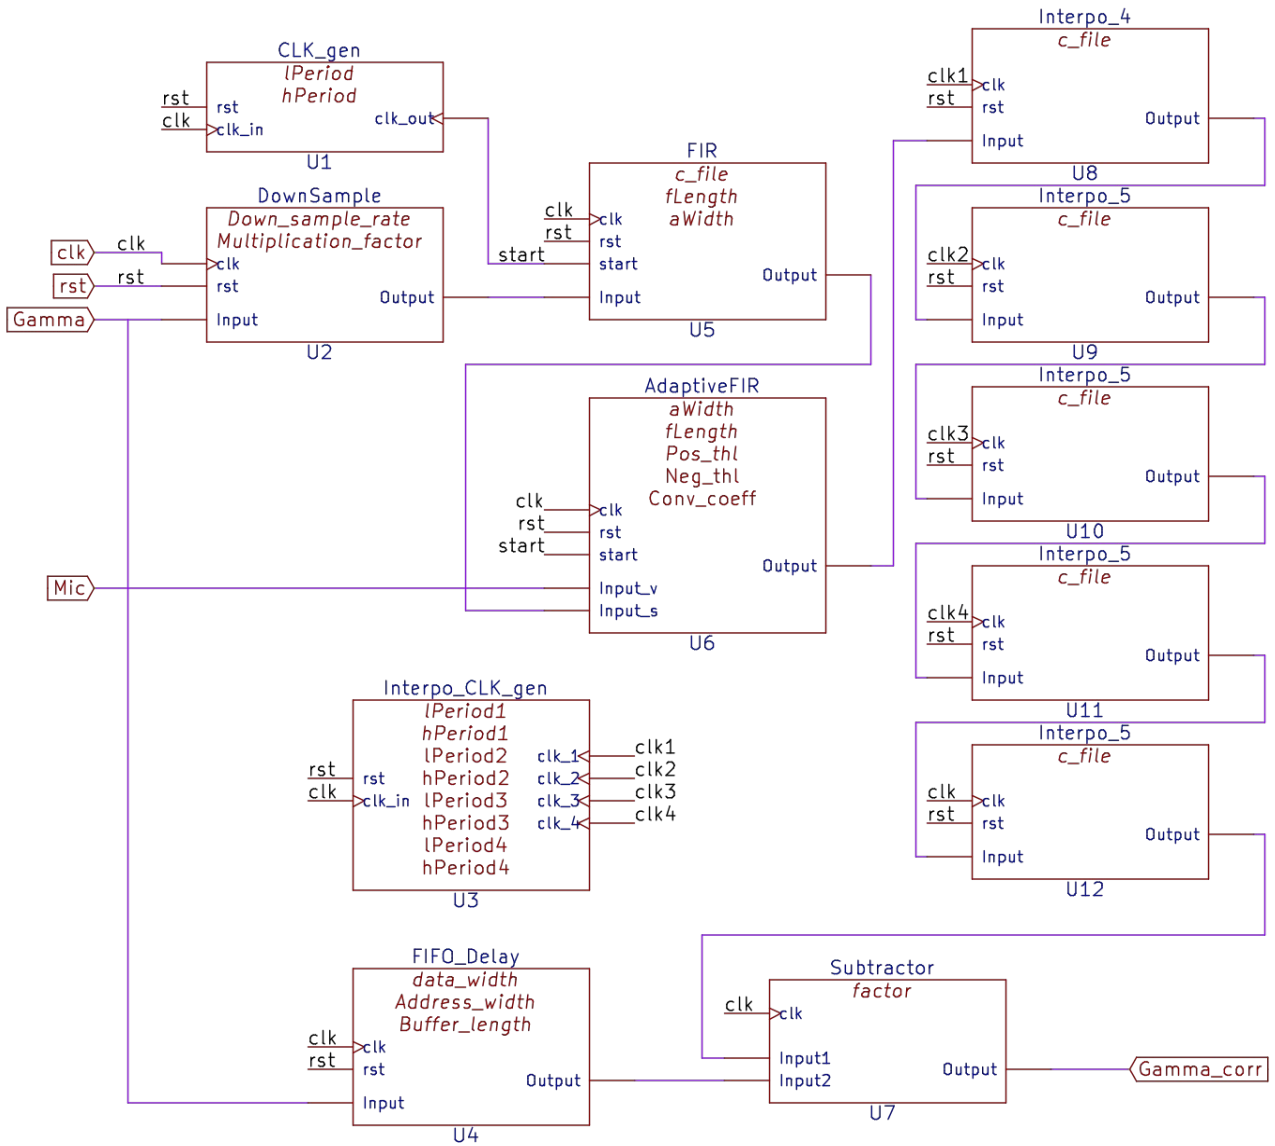 CLK_gen
lPeriod
hPeriod
rst
rst
clk
clk_in
clk_out
U1
DownSample
Down_sample_rate
Multiplication_factor
clk
clk
clk
rst
rst
rst
Gamma
Input
Output
U2
FIR
c_file
fLength
aWidth
clk
clk
rst
rst
start
start
Input
Output
U5
AdaptiveFIR
aWidth
fLength
Pos_thl
Neg_thl
Conv_coeff
clk
clk
rst
rst
start
start
Mic
Input_v
Input_s
Output
U6
Interpo_CLK_gen
lPeriod1
hPeriod1
lPeriod2
hPeriod2
lPeriod3
hPeriod3
lPeriod4
hPeriod4
rst
rst
clk
clk_in
clk_1
clk1
clk_2
clk2
clk_3
clk3
clk_4
clk4
U3
FIFO_Delay
data_width
Address_width
Buffer_length
clk
clk
rst
rst
Input
Output
U4
Interpo_4
c_file
clk1
clk
rst
rst
Input
Output
U8
Interpo_5
c_file
clk2
clk
rst
rst
Input
Output
U9
Interpo_5
c_file
clk3
clk
rst
rst
Input
Output
U10
Interpo_5
c_file
clk4
clk
rst
rst
Input
Output
U11
Interpo_5
c_file
clk
clk
rst
rst
Input
Output
U12
Subtractor
factor
clk
clk
Input1
Input2
Output
Gamma_corr
U7